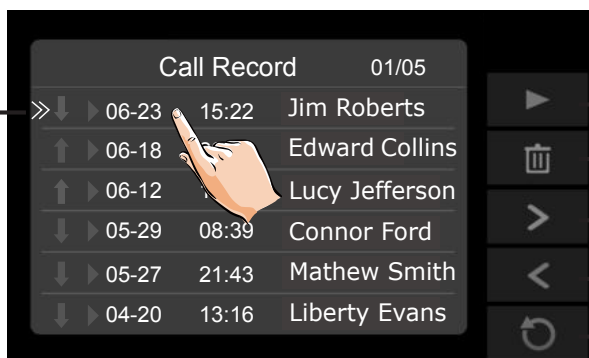 Call Record 01/05
06-23 15:22 Jim Roberts
06-18 Edward Collins
06-12 Lucy Jefferson
05-29 08:39 Connor Ford
05-27 21:43 Mathew Smith
04-20 13:16 Liberty Evans